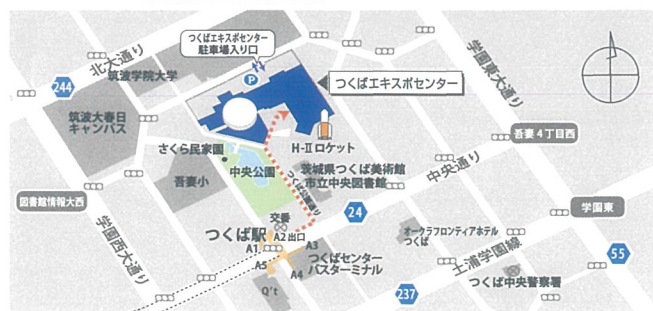 つくばエキスポセンター
駐車場入り口
P
北大通り
筑波学院大学
244
つくばエキスポセンター
学園東大通り
筑波大春日
キャンパス
H-II ロケット
さくら民家園
吾妻4丁目西
中央公園
茨城県つくば美術館
市立中央図書館
中央通り
吾妻小
つくば公園通り
図書館情報大西
24
学園東
交番
つくば駅
A2出口
A1
A3
オークラフロンティアホテル
つくば
学園西大通り
つくばセンター
バスターミナル
土浦学園線
55
A5
A4
つくば中央警察署
Q't
237